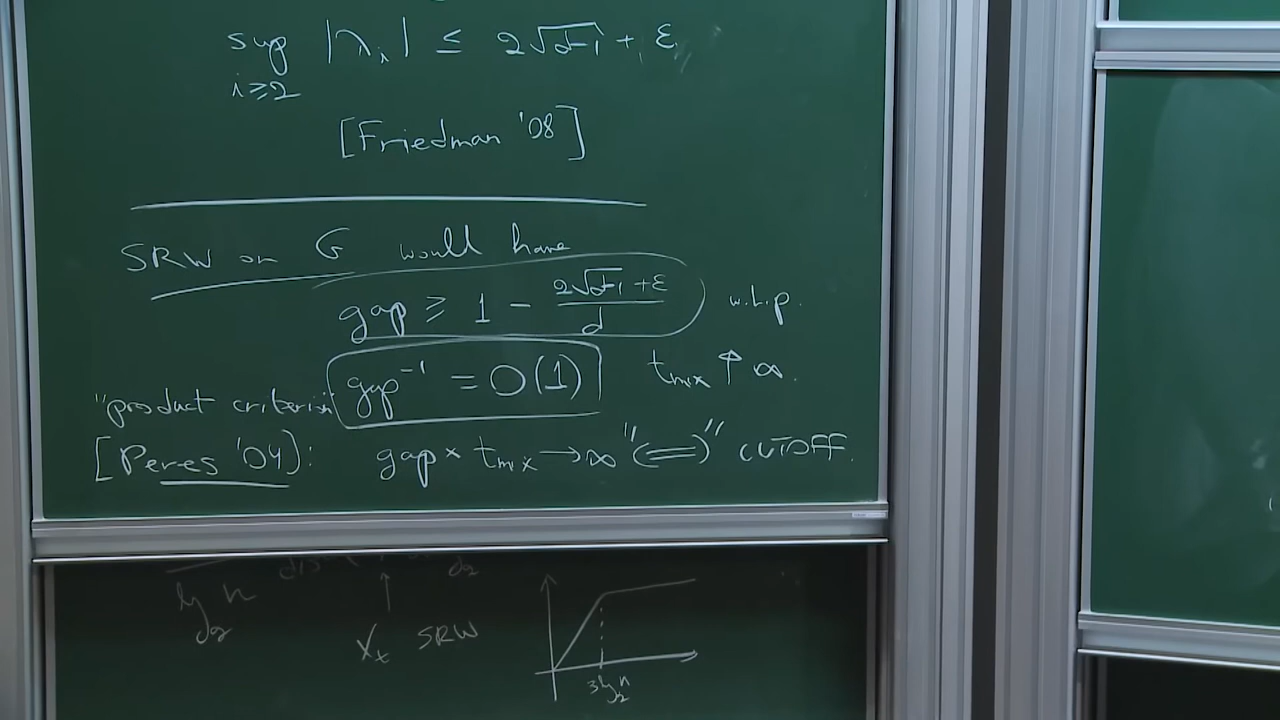 sup |λᵢ| ≤ 2√d-1 + ε
i≥2
[Friedman '08]
SRW on G would have
gap ≥ 1 - (2√d-1 + ε)/d w.h.p.
gap⁻¹ = O(1) t_mix ↑ ∞.
"product criterion
[Peres '04]: gap × t_mix → ∞ "⟺" CUTOFF.
n
X_t SRW